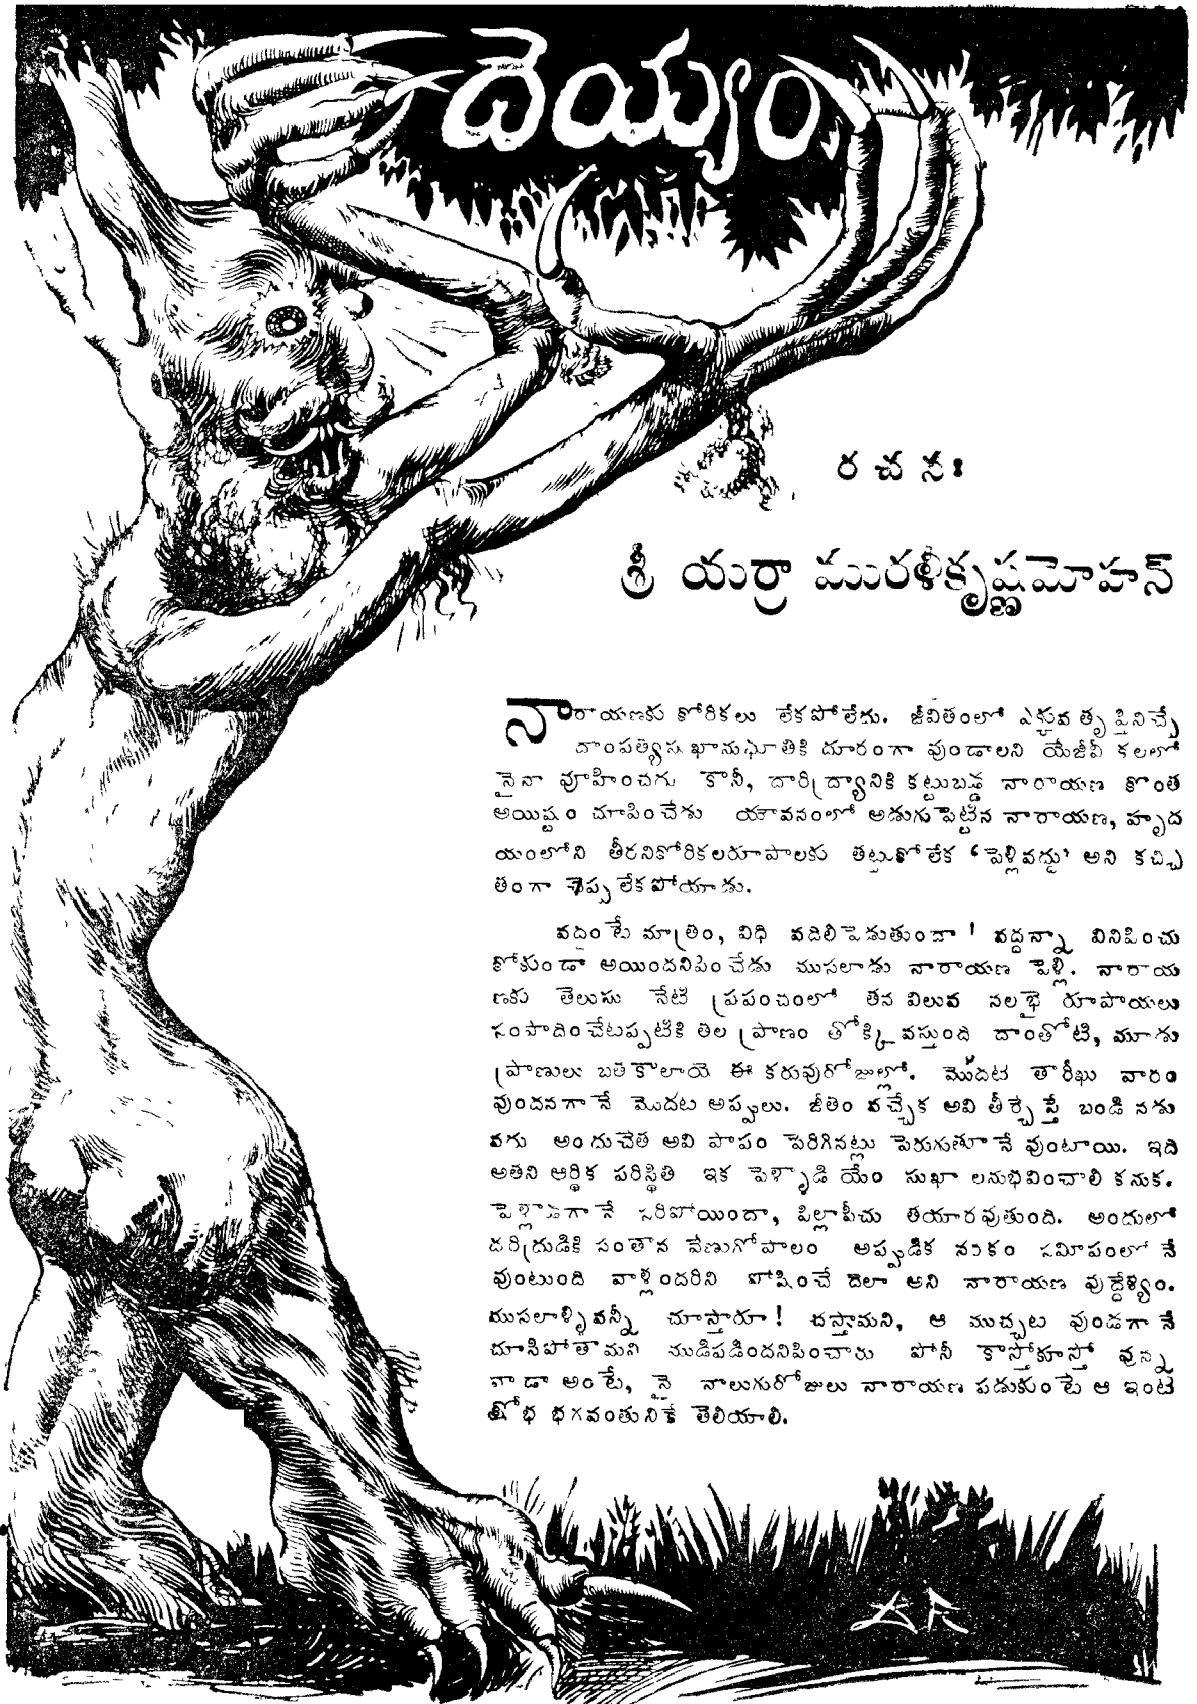 దెయ్యం
రచన:
శ్రీ యర్రా మురళీకృష్ణమోహన్
నారాయణకు కోరికలు లేకపోలేదు. జీవితంలో ఎక్కువ తృప్తినిచ్చే
దాంపత్యసుఖానుభూతికి దూరంగా వుండాలని యేజీవీ కలలో
నైనా వూహించగు కానీ, దారిద్ర్యానికి కట్టుబడ్డ నారాయణ కొంత
అయిష్టం చూపించేడు యౌవనంలో అడుగుపెట్టిన నారాయణ, హృద
యంలోని తీరనికోరికలరూపాలకు తట్టుకోలేక ‘పెళ్లివద్దు’ అని కచ్చి
తంగా చెప్పలేకపోయాడు.
వద్దంటే మాత్రం, విధి వదిలిపెడుతుందా! వద్దన్నా వినిపించు
కోకుండా అయిందనిపించేడు ముసలాడు నారాయణ పెళ్లి. నారాయ
ణకు తెలుసు నేటి ప్రపంచంలో తన విలువ నలభై రూపాయలు
సంపాదించేటప్పటికి తల ప్రాణం తోక్కి వస్తుంది దాంతోటి, మూడు
ప్రాణులు బతకాలాయె ఈ కరువురోజుల్లో. మొదట తారీఖు వారం
వుందనగానే మొదట అప్పులు. జీతం వచ్చేక అవి తీర్చేస్తే బండి నడు
వగు అందుచేత అవి పాపం పెరిగినట్లు పెరుగుతూనే వుంటాయి. ఇది
అతని ఆర్థిక పరిస్థితి ఇక పెళ్ళాడి యేం సుఖా లనుభవించాలి కనుక.
పెళ్లాడగానే సరిపోయిందా, పిల్లాపీచు తయారవుతుంది. అందులో
దరిద్రుడికి సంతాన వేణుగోపాలం అప్పుడిక నరకం సమీపంలోనే
వుంటుంది వాళ్లందరినీ పోషించేదెలా అని నారాయణ వుద్దేశ్యం.
ముసలాళ్ళివన్నీ చూస్తారూ! చస్తామని, ఆ ముచ్చట వుండగానే
చూసిపోతామని ముడిపడిందనిపించారు పోనీ కాస్తోకూస్తో వున్న
వాడా అంటే, నై నాలుగురోజులు నారాయణ పడుకుంటే ఆ ఇంటి
క్షోభ భగవంతునికే తెలియాలి.